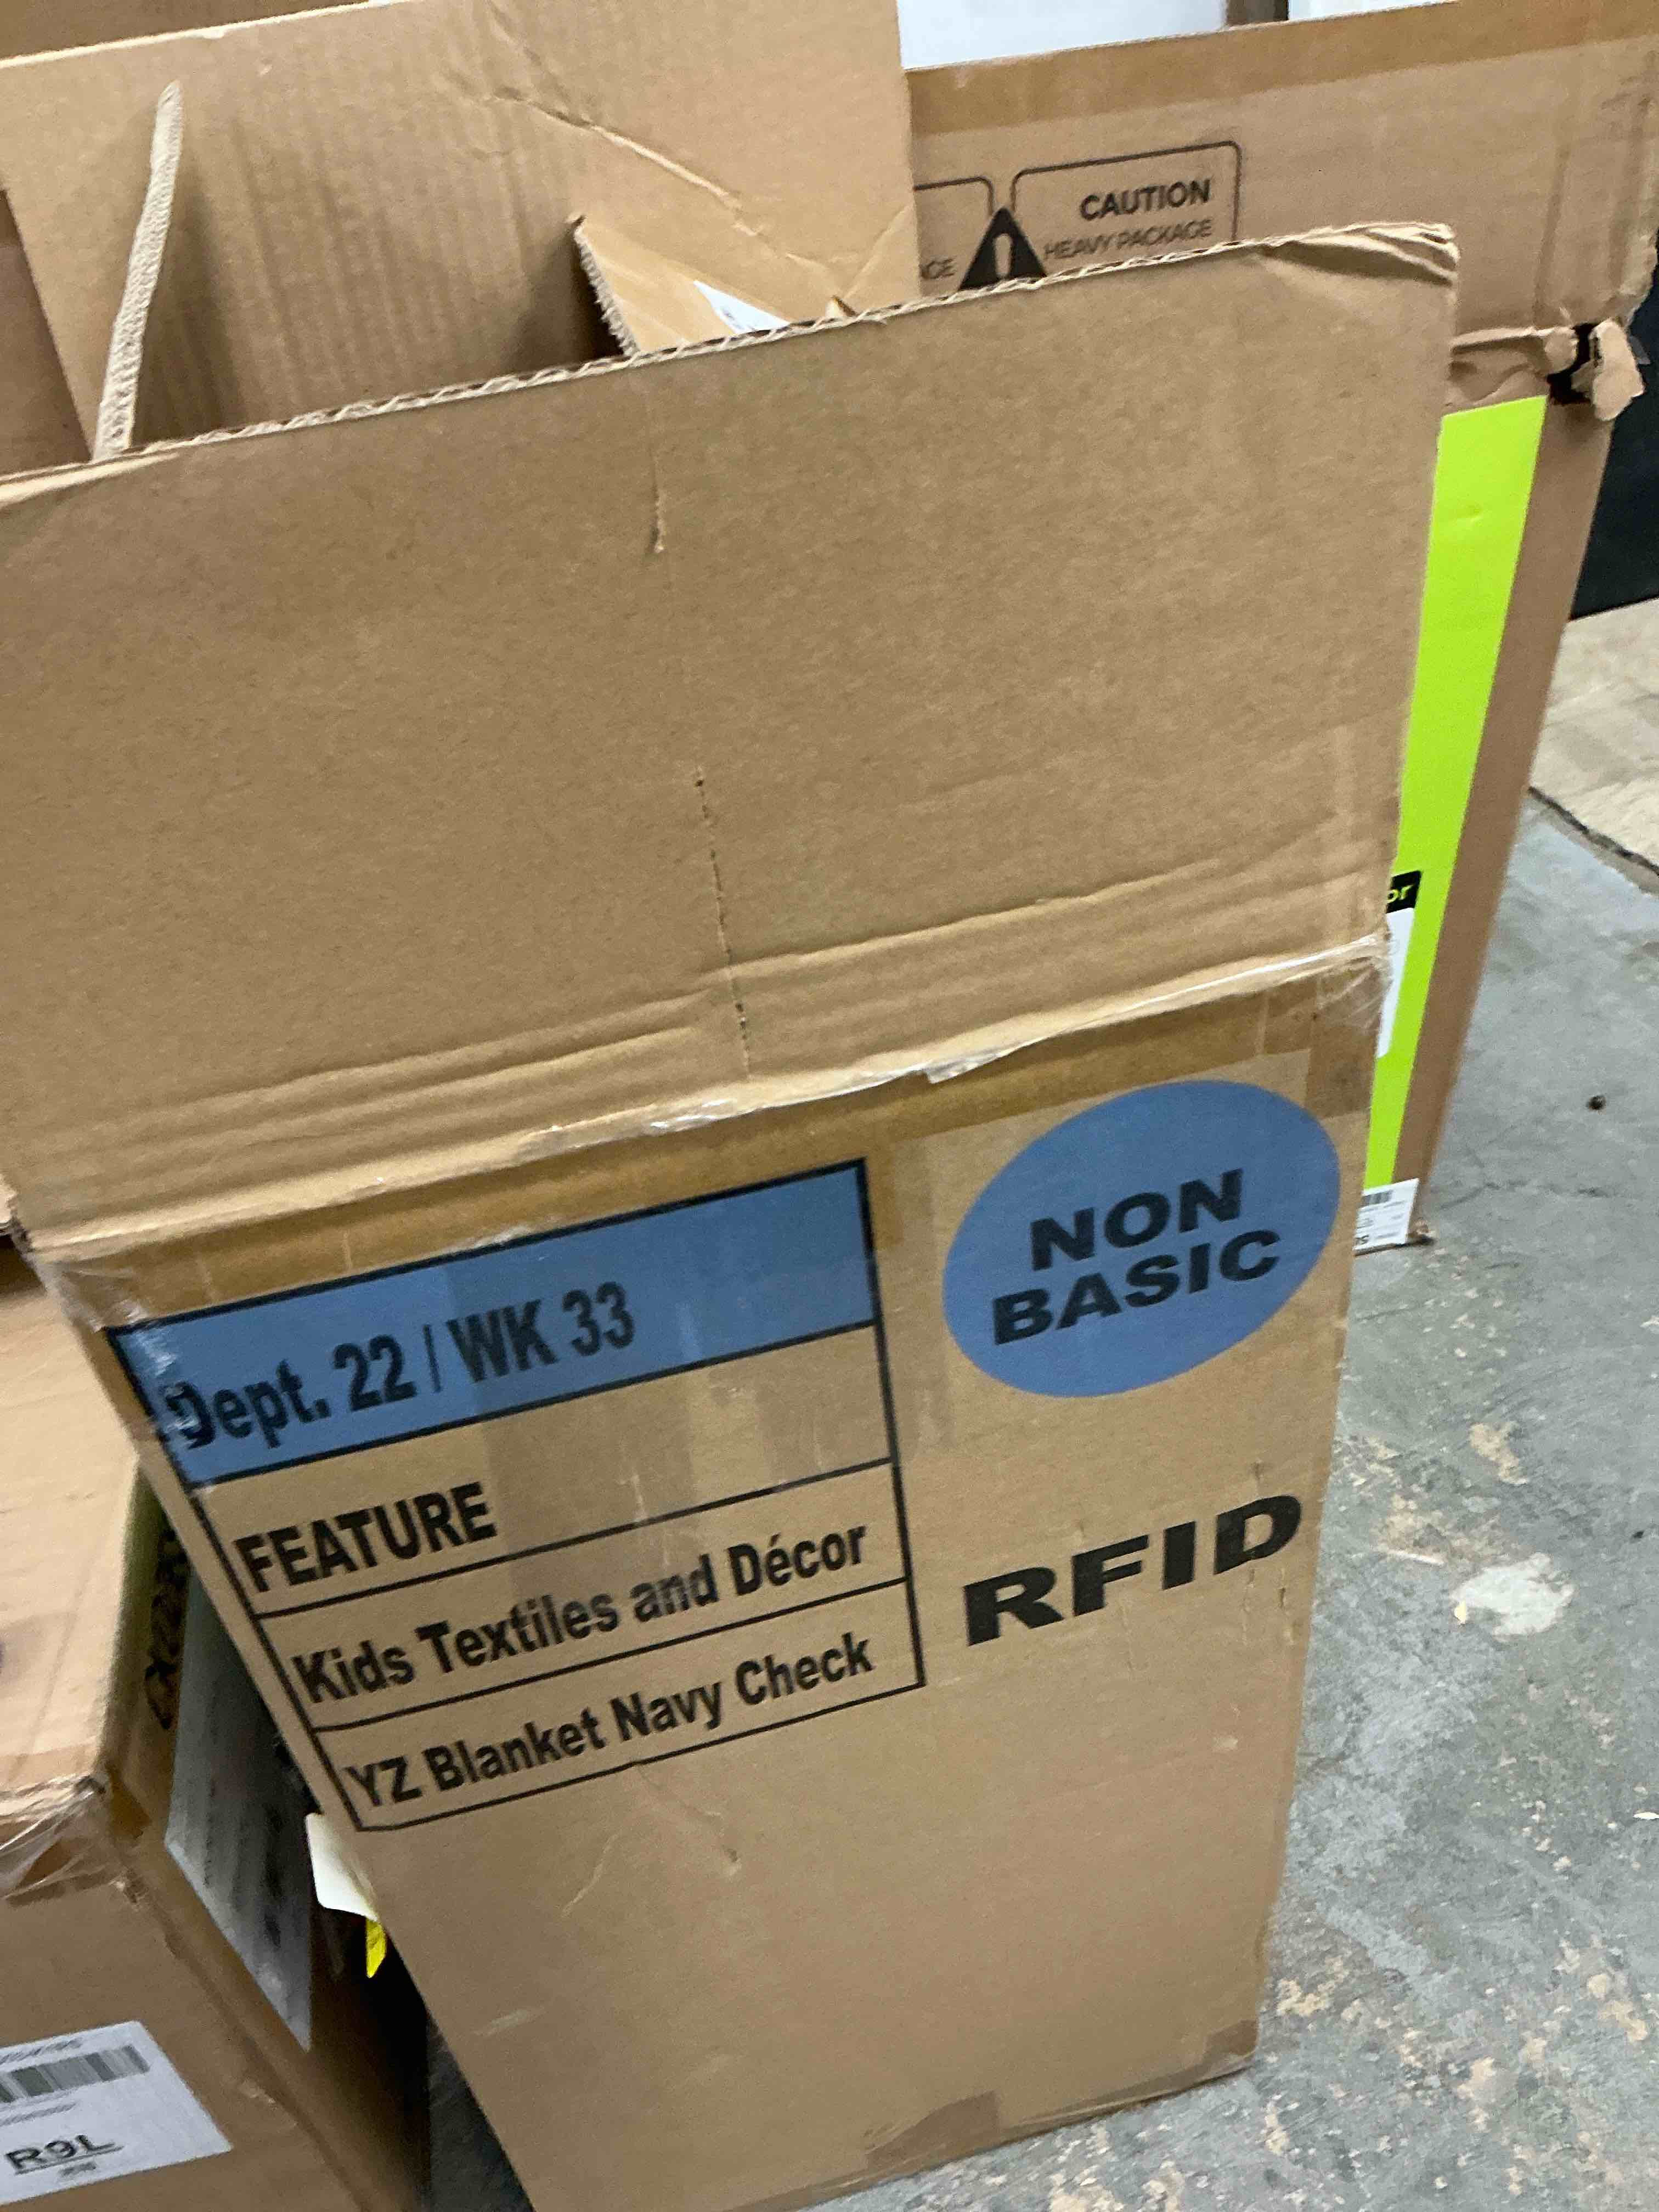 CAUTION
HEAVY PACKAGE
NON
BASIC
Dept. 22 / WK 33
FEATURE
Kids Textiles and Décor
YZ Blanket Navy Check
RFID
R9L